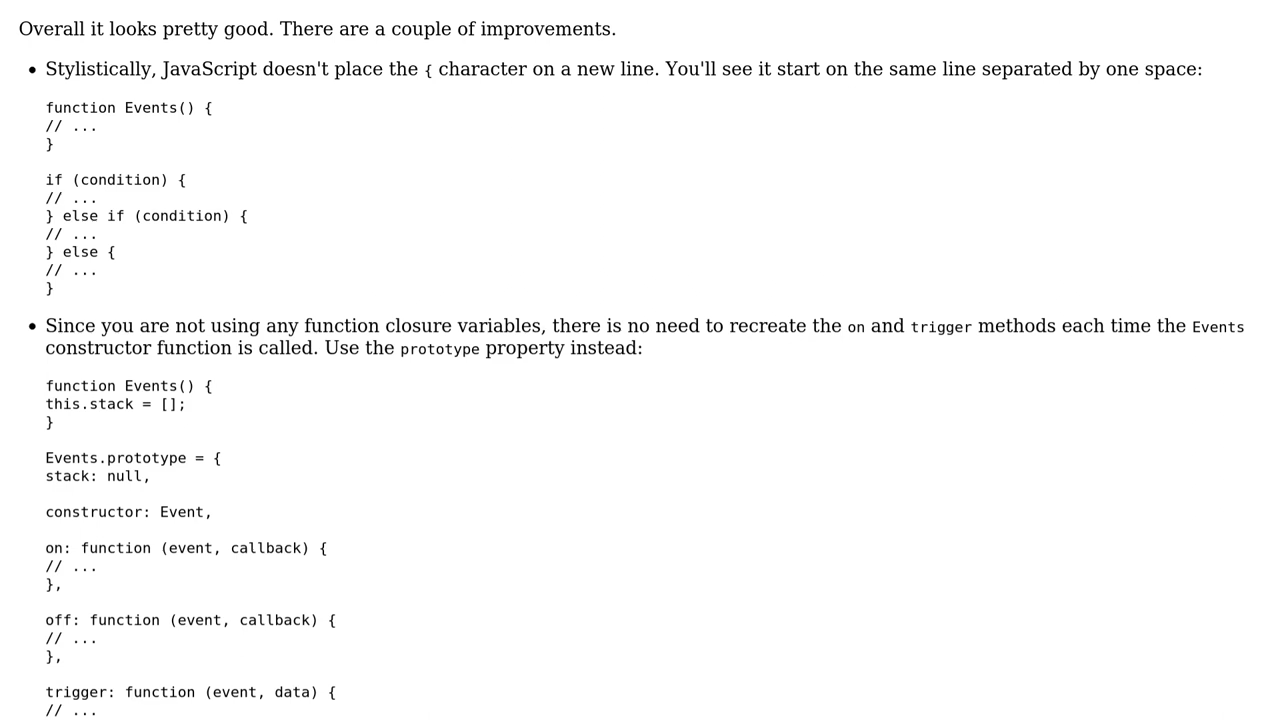 Overall it looks pretty good. There are a couple of improvements.
• Stylistically, JavaScript doesn't place the { character on a new line. You'll see it start on the same line separated by one space:
function Events() {
// ...
}
if (condition) {
// ...
} else if (condition) {
// ...
} else {
// ...
}
• Since you are not using any function closure variables, there is no need to recreate the on and trigger methods each time the Events
constructor function is called. Use the prototype property instead:
function Events() {
this.stack = [];
}
Events.prototype = {
stack: null,
constructor: Event,
on: function (event, callback) {
// ...
},
off: function (event, callback) {
// ...
},
trigger: function (event, data) {
// ...